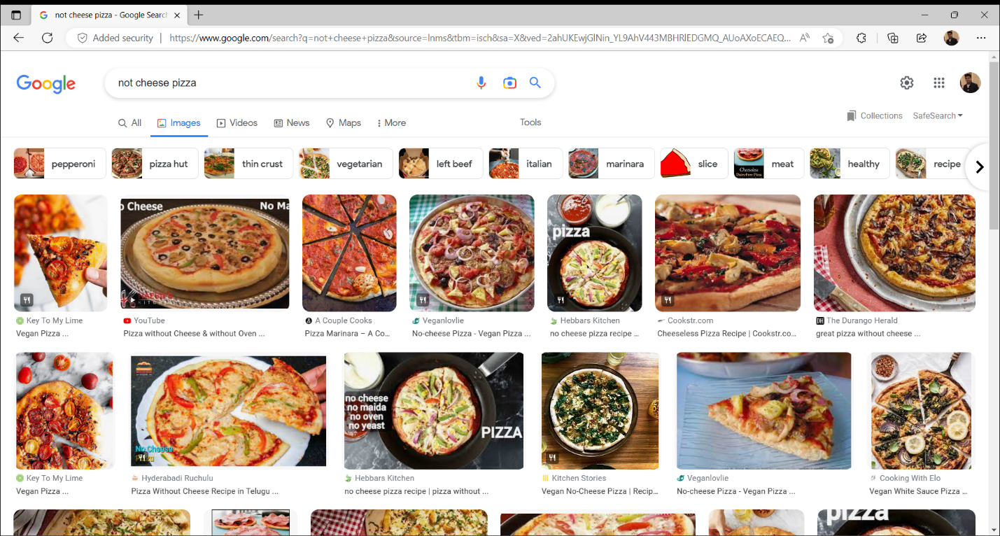 not cheese pizza - Google Searc
Added security
https://www.google.com/search?q=not+cheese+pizza&source=lnms&tbm=isch&sa=X&ved=2ahUKEwjGlNin_YL9AhV443MBHRlEDGMQ_AUoAXoECAEQ...
Google
not cheese pizza
All Images Videos News Maps More Tools
Collections SafeSearch
pepperoni pizza hut thin crust vegetarian left beef italian marinara slice meat healthy recipe
o Cheese No Ma
pizza
Key To My Lime YouTube A Couple Cooks Veganlovlie Hebbars Kitchen Cookstr.com The Durango Herald
Vegan Pizza ... Pizza without Cheese & without Oven ... Pizza Marinara – A Co... No-cheese Pizza - Vegan Pizza ... no cheese pizza recipe ... Cheeseless Pizza Recipe | Cookstr.co... great pizza without cheese ...
No Cheese
no cheese
no maida
no oven
no yeast
PIZZA
Key To My Lime Hyderabadi Ruchulu Hebbars Kitchen Kitchen Stories Veganlovlie Cooking With Elo
Vegan Pizza ... Pizza Without Cheese Recipe in Telugu ... no cheese pizza recipe | pizza without ... Vegan No-Cheese Pizza | Recip... No-cheese Pizza - Vegan Pizza ... Vegan White Sauce Pizza ...
pizza